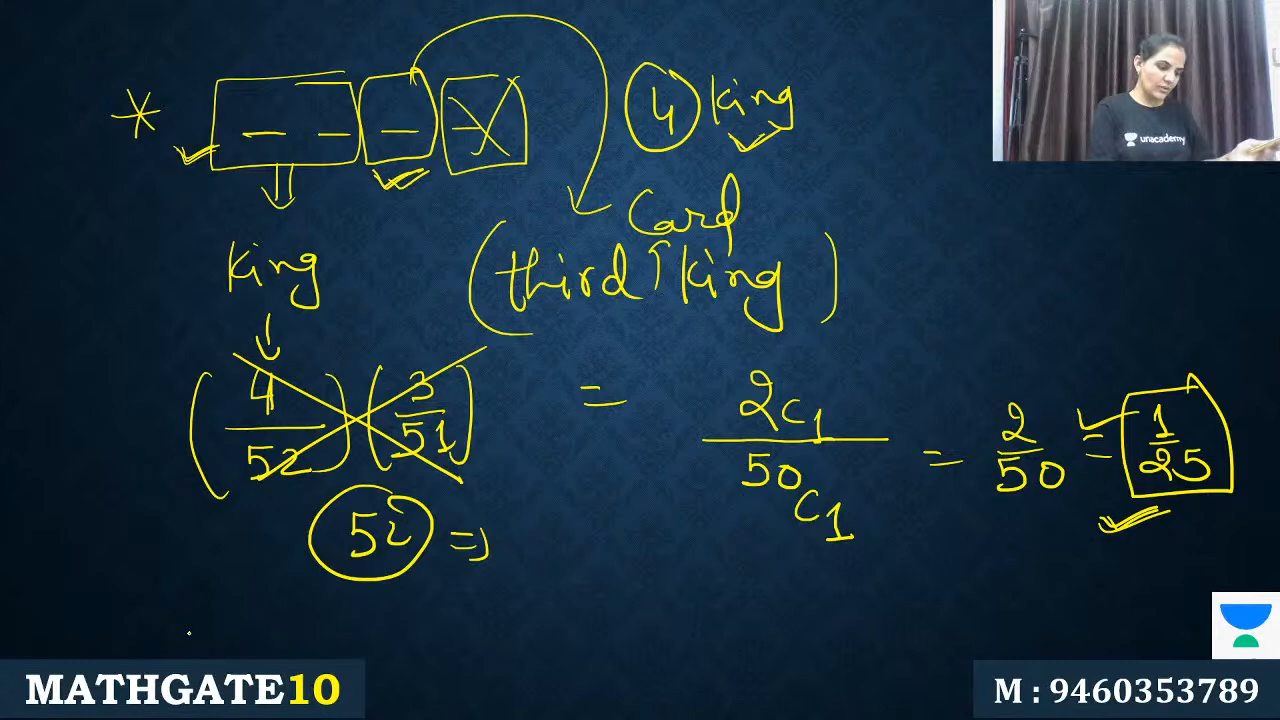 * _ _ _ _ 4 king
unacademy
Card
king (third ↑ king)
(4/52) (3/51) = 2C1/50C1 = 2/50 = 1/25
52 ⇒
MATHGATE10
M : 9460353789